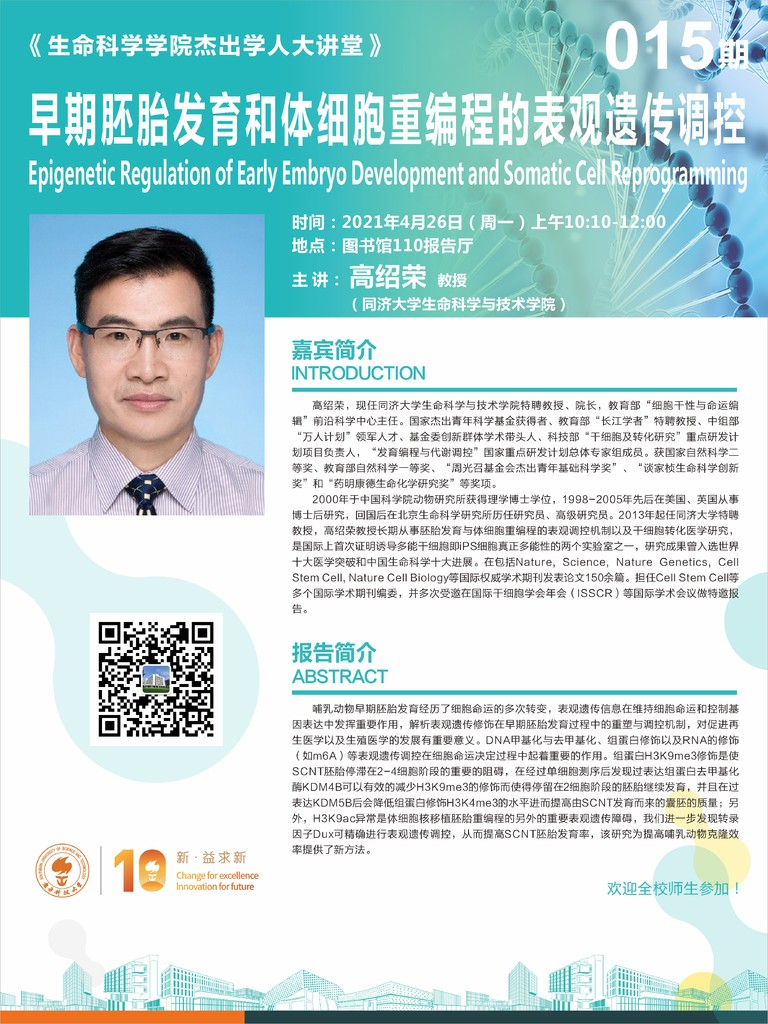 《生命科学学院杰出学人大讲堂》
015期
早期胚胎发育和体细胞重编程的表观遗传调控
Epigenetic Regulation of Early Embryo Development and Somatic Cell Reprogramming
时间：2021年4月26日（周一）上午10:10-12:00
地点：图书馆110报告厅
主讲：高绍荣 教授
（同济大学生命科学与技术学院）
嘉宾简介
INTRODUCTION
高绍荣，现任同济大学生命科学与技术学院特聘教授、院长，教育部“细胞干性与命运编
辑”前沿科学中心主任。国家杰出青年科学基金获得者、教育部“长江学者”特聘教授、中组部
“万人计划”领军人才、基金委创新群体学术带头人、科技部“干细胞及转化研究”重点研发计
划项目负责人，“发育编程与代谢调控”国家重点研发计划总体专家组成员。获国家自然科学二
等奖、教育部自然科学一等奖、“周光召基金会杰出青年基础科学奖”、“谈家桢生命科学创新
奖”和“药明康德生命化学研究奖”等奖项。
2000年于中国科学院动物研究所获得理学博士学位，1998-2005年先后在美国、英国从事
博士后研究，回国后在北京生命科学研究所历任研究员、高级研究员。2013年起任同济大学特聘
教授，高绍荣教授长期从事胚胎发育与体细胞重编程的表观调控机制以及干细胞转化医学研究，
是国际上首次证明诱导多能干细胞即iPS细胞真正多能性的两个实验室之一，研究成果曾入选世界
十大医学突破和中国生命科学十大进展。在包括Nature, Science, Nature Genetics, Cell
Stem Cell, Nature Cell Biology等国际权威学术期刊发表论文150余篇。担任Cell Stem Cell等
多个国际学术期刊编委，并多次受邀在国际干细胞学会年会（ISSCR）等国际学术会议做特邀报
告。
报告简介
ABSTRACT
哺乳动物早期胚胎发育经历了细胞命运的多次转变，表观遗传信息在维持细胞命运和控制基
因表达中发挥重要作用，解析表观遗传修饰在早期胚胎发育过程中的重塑与调控机制，对促进再
生医学以及生殖医学的发展有重要意义。DNA甲基化与去甲基化、组蛋白修饰以及RNA的修饰
（如m6A）等表观遗传调控在细胞命运决定过程中起着重要的作用。组蛋白H3K9me3修饰是使
SCNT胚胎停滞在2-4细胞阶段的重要的阻碍，在经过单细胞测序后发现过表达组蛋白去甲基化
酶KDM4B可以有效的减少H3K9me3的修饰而使得停留在2细胞阶段的胚胎继续发育，并且在过
表达KDM5B后会降低组蛋白修饰H3K4me3的水平进而提高由SCNT发育而来的囊胚的质量；另
外，H3K9ac异常是体细胞核移植胚胎重编程的另外的重要表观遗传障碍，我们进一步发现转录
因子Dux可精确进行表观遗传调控，从而提高SCNT胚胎发育率，该研究为提高哺乳动物克隆效
率提供了新方法。
10
新·益求新
Change for excellence
Innovation for future
欢迎全校师生参加！